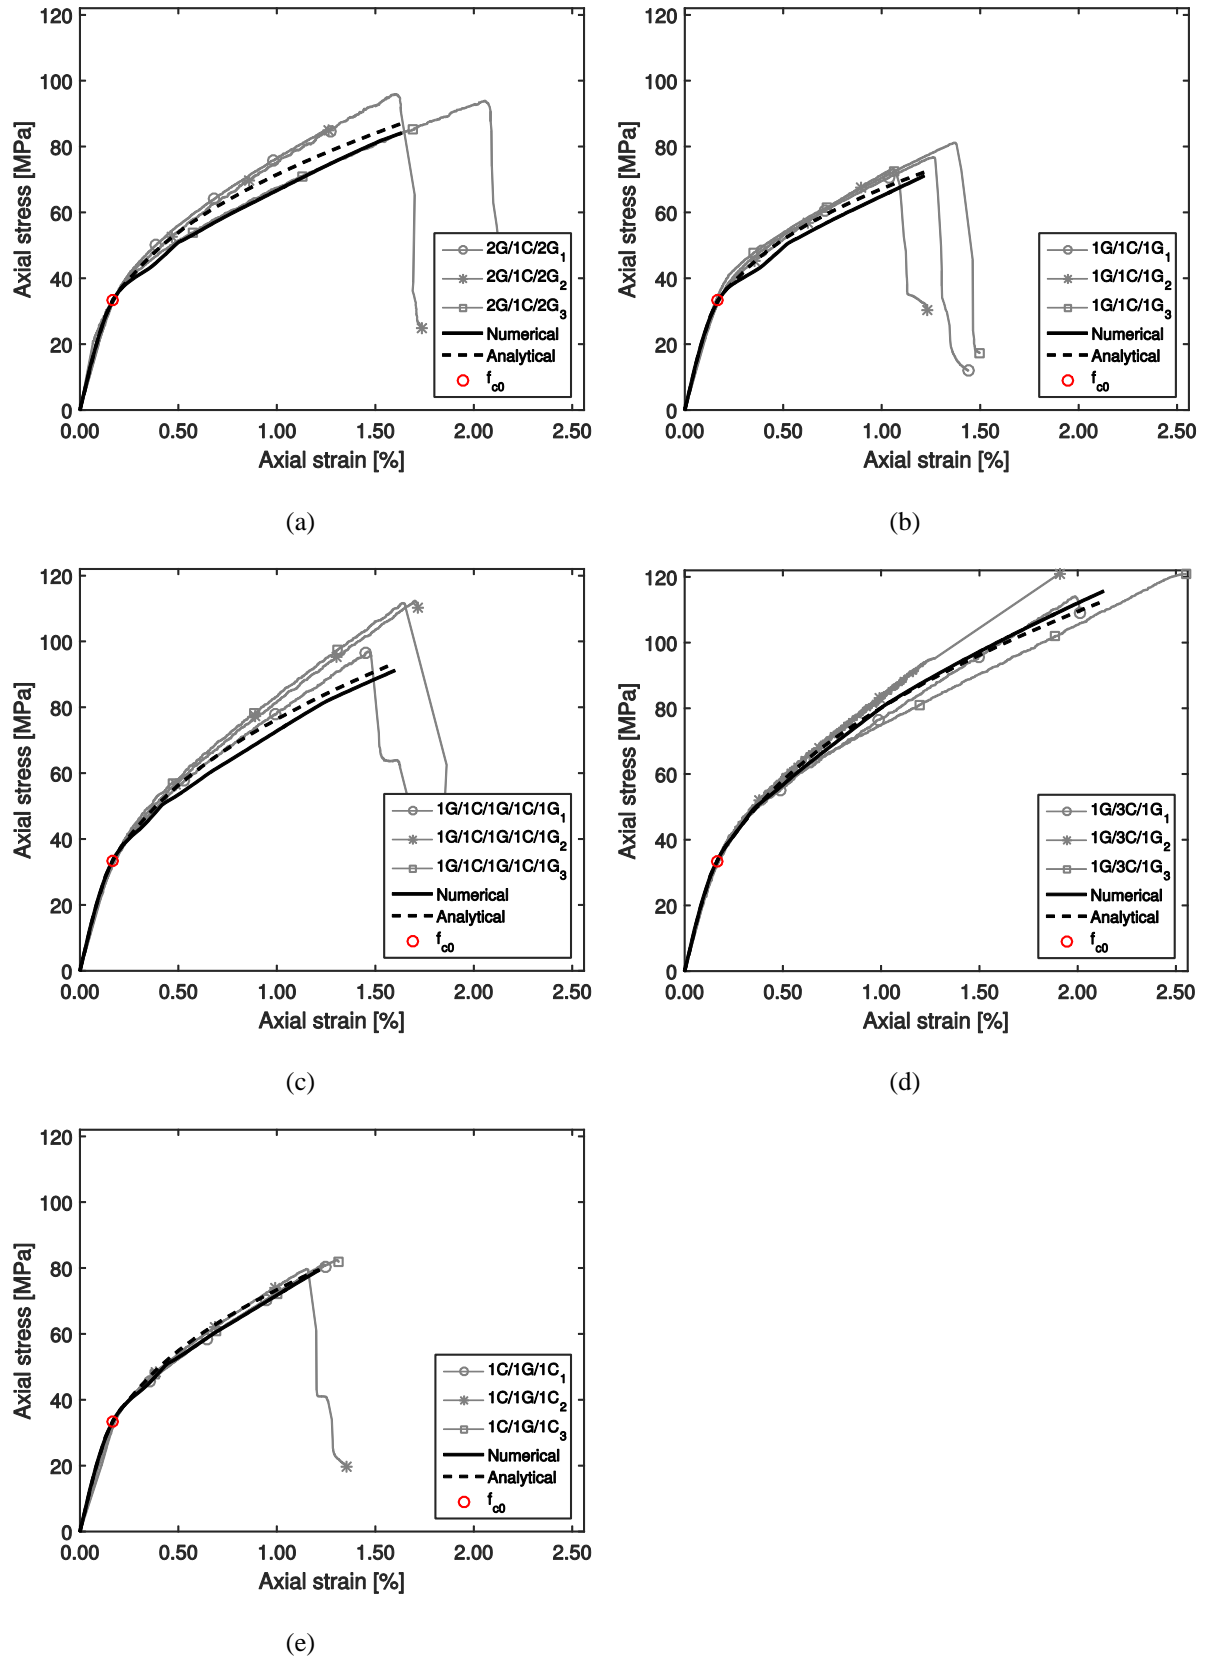 120
100
80
60
40
20
0
0.00 0.50 1.00 1.50 2.00 2.50
Axial stress [MPa]
Axial strain [%]
2G/1C/2G1
2G/1C/2G2
2G/1C/2G3
Numerical
Analytical
fc0
(a)
120
100
80
60
40
20
0
0.00 0.50 1.00 1.50 2.00 2.50
Axial stress [MPa]
Axial strain [%]
1G/1C/1G1
1G/1C/1G2
1G/1C/1G3
Numerical
Analytical
fc0
(b)
120
100
80
60
40
20
0
0.00 0.50 1.00 1.50 2.00 2.50
Axial stress [MPa]
Axial strain [%]
1G/1C/1G/1C/1G1
1G/1C/1G/1C/1G2
1G/1C/1G/1C/1G3
Numerical
Analytical
fc0
(c)
120
100
80
60
40
20
0
0.00 0.50 1.00 1.50 2.00 2.50
Axial stress [MPa]
Axial strain [%]
1G/3C/1G1
1G/3C/1G2
1G/3C/1G3
Numerical
Analytical
fc0
(d)
120
100
80
60
40
20
0
0.00 0.50 1.00 1.50 2.00 2.50
Axial stress [MPa]
Axial strain [%]
1C/1G/1C1
1C/1G/1C2
1C/1G/1C3
Numerical
Analytical
fc0
(e)